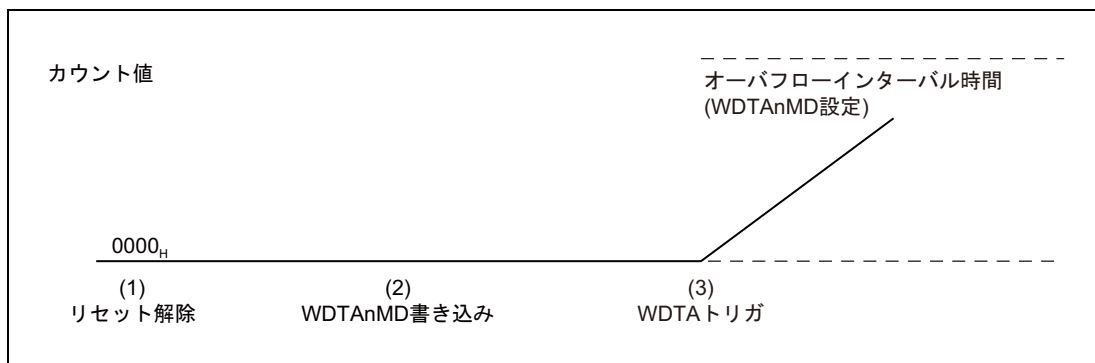 カウント値
オーバフローインターバル時間
(WDTAnMD設定)
0000H
(1)
リセット解除
(2)
WDTAnMD書き込み
(3)
WDTAトリガ